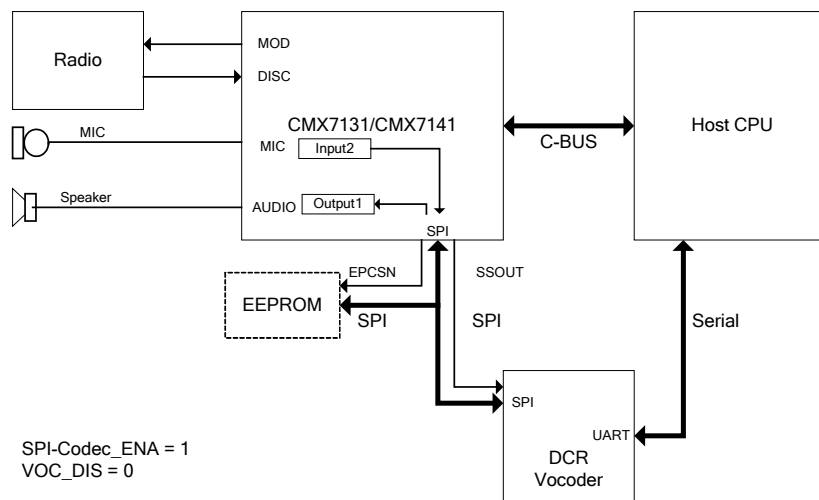 Radio
MOD
DISC
CMX7131/CMX7141
Host CPU
C-BUS
MIC
MIC
Input2
Speaker
AUDIO
Output1
SPI
EPCSN
SSOUT
EEPROM
SPI
SPI
Serial
SPI
UART
DCR
Vocoder
SPI-Codec_ENA = 1
VOC_DIS = 0